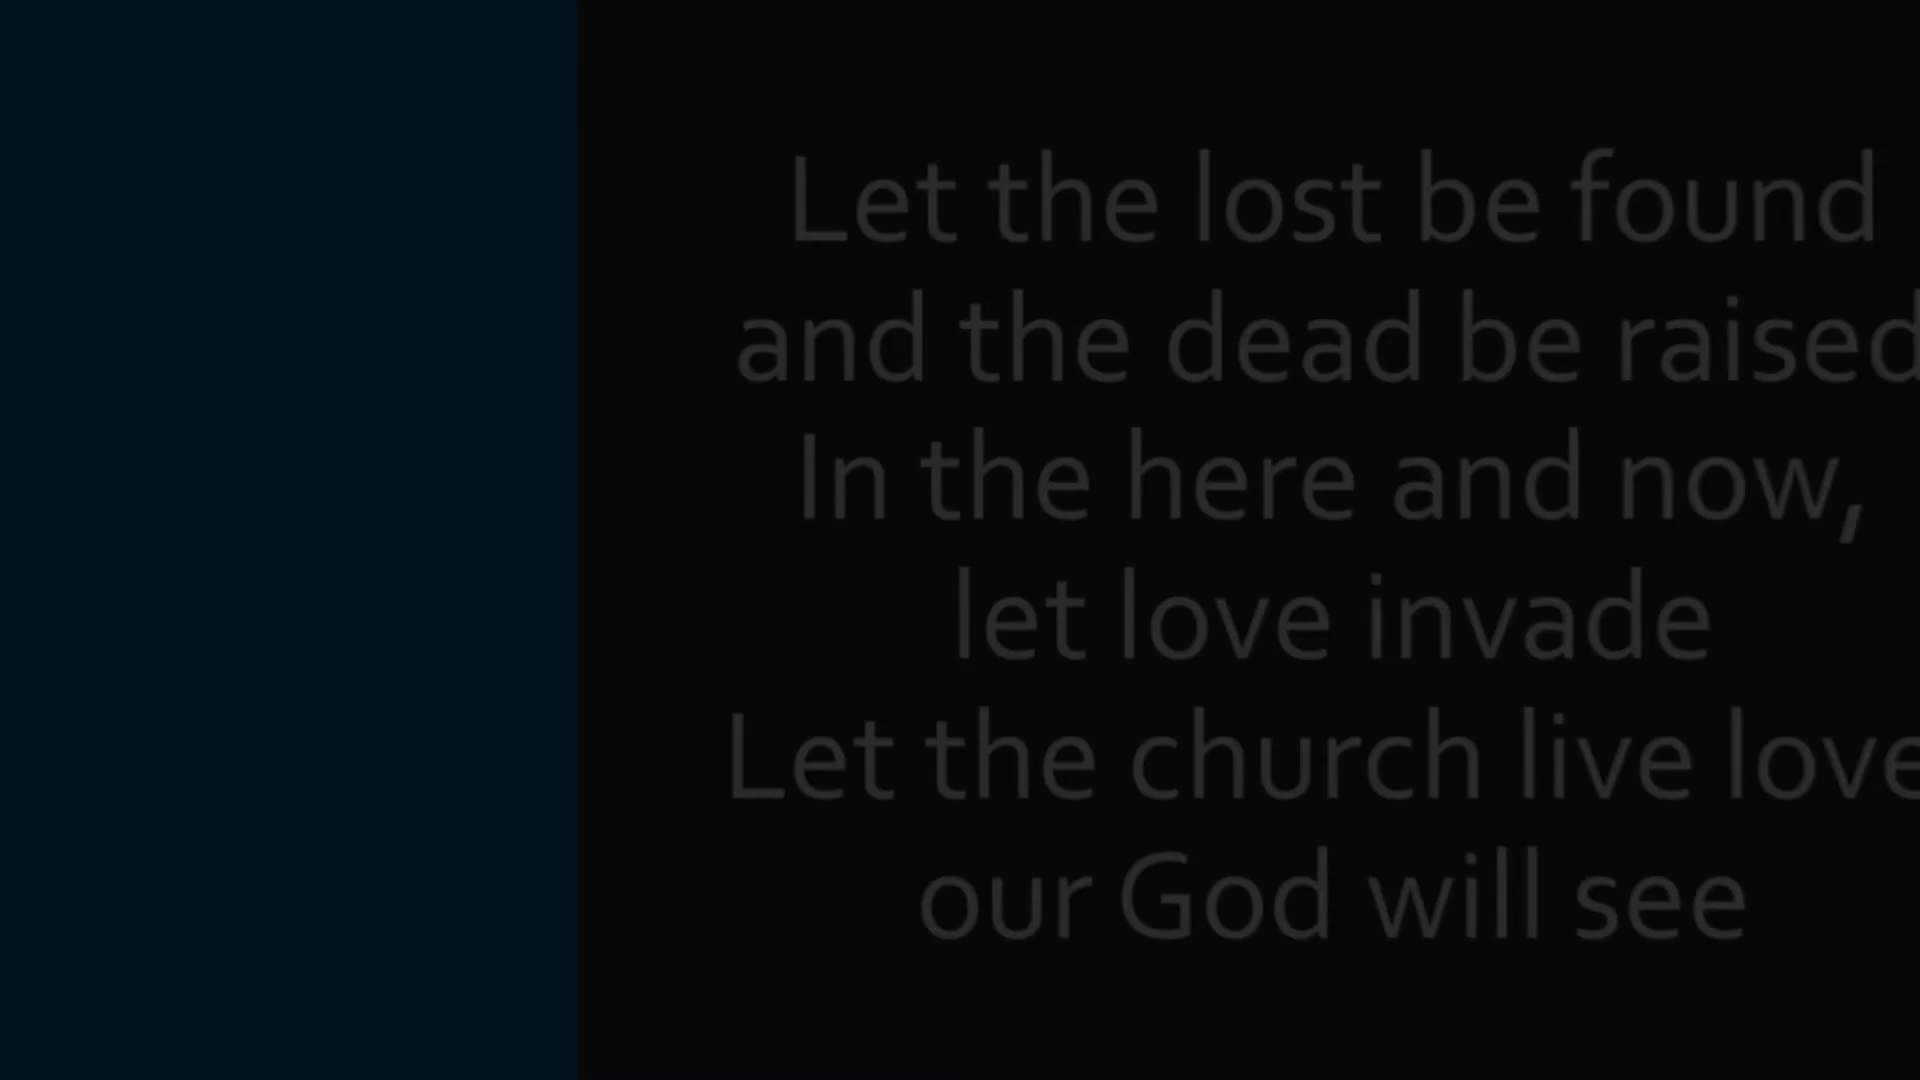 Let the lost be found
and the dead be raised
In the here and now,
let love invade
Let the church live love
our God will see